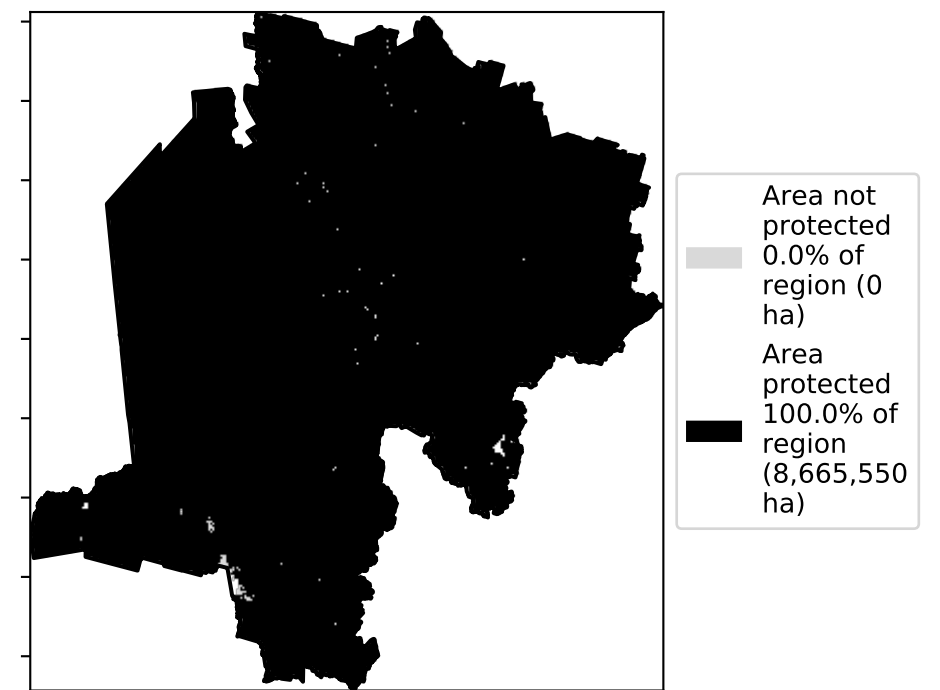 Area not
protected
0.0% of
region (0
ha)
Area
protected
100.0% of
region
(8,665,550
ha)